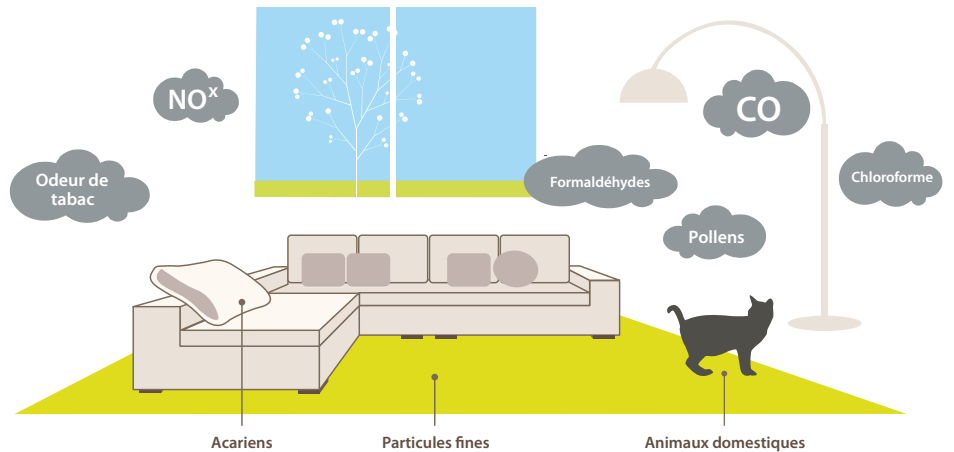 NOx
CO
Odeur de
tabac
Formaldéhydes
Chloroforme
Pollens
Acariens
Particules fines
Animaux domestiques